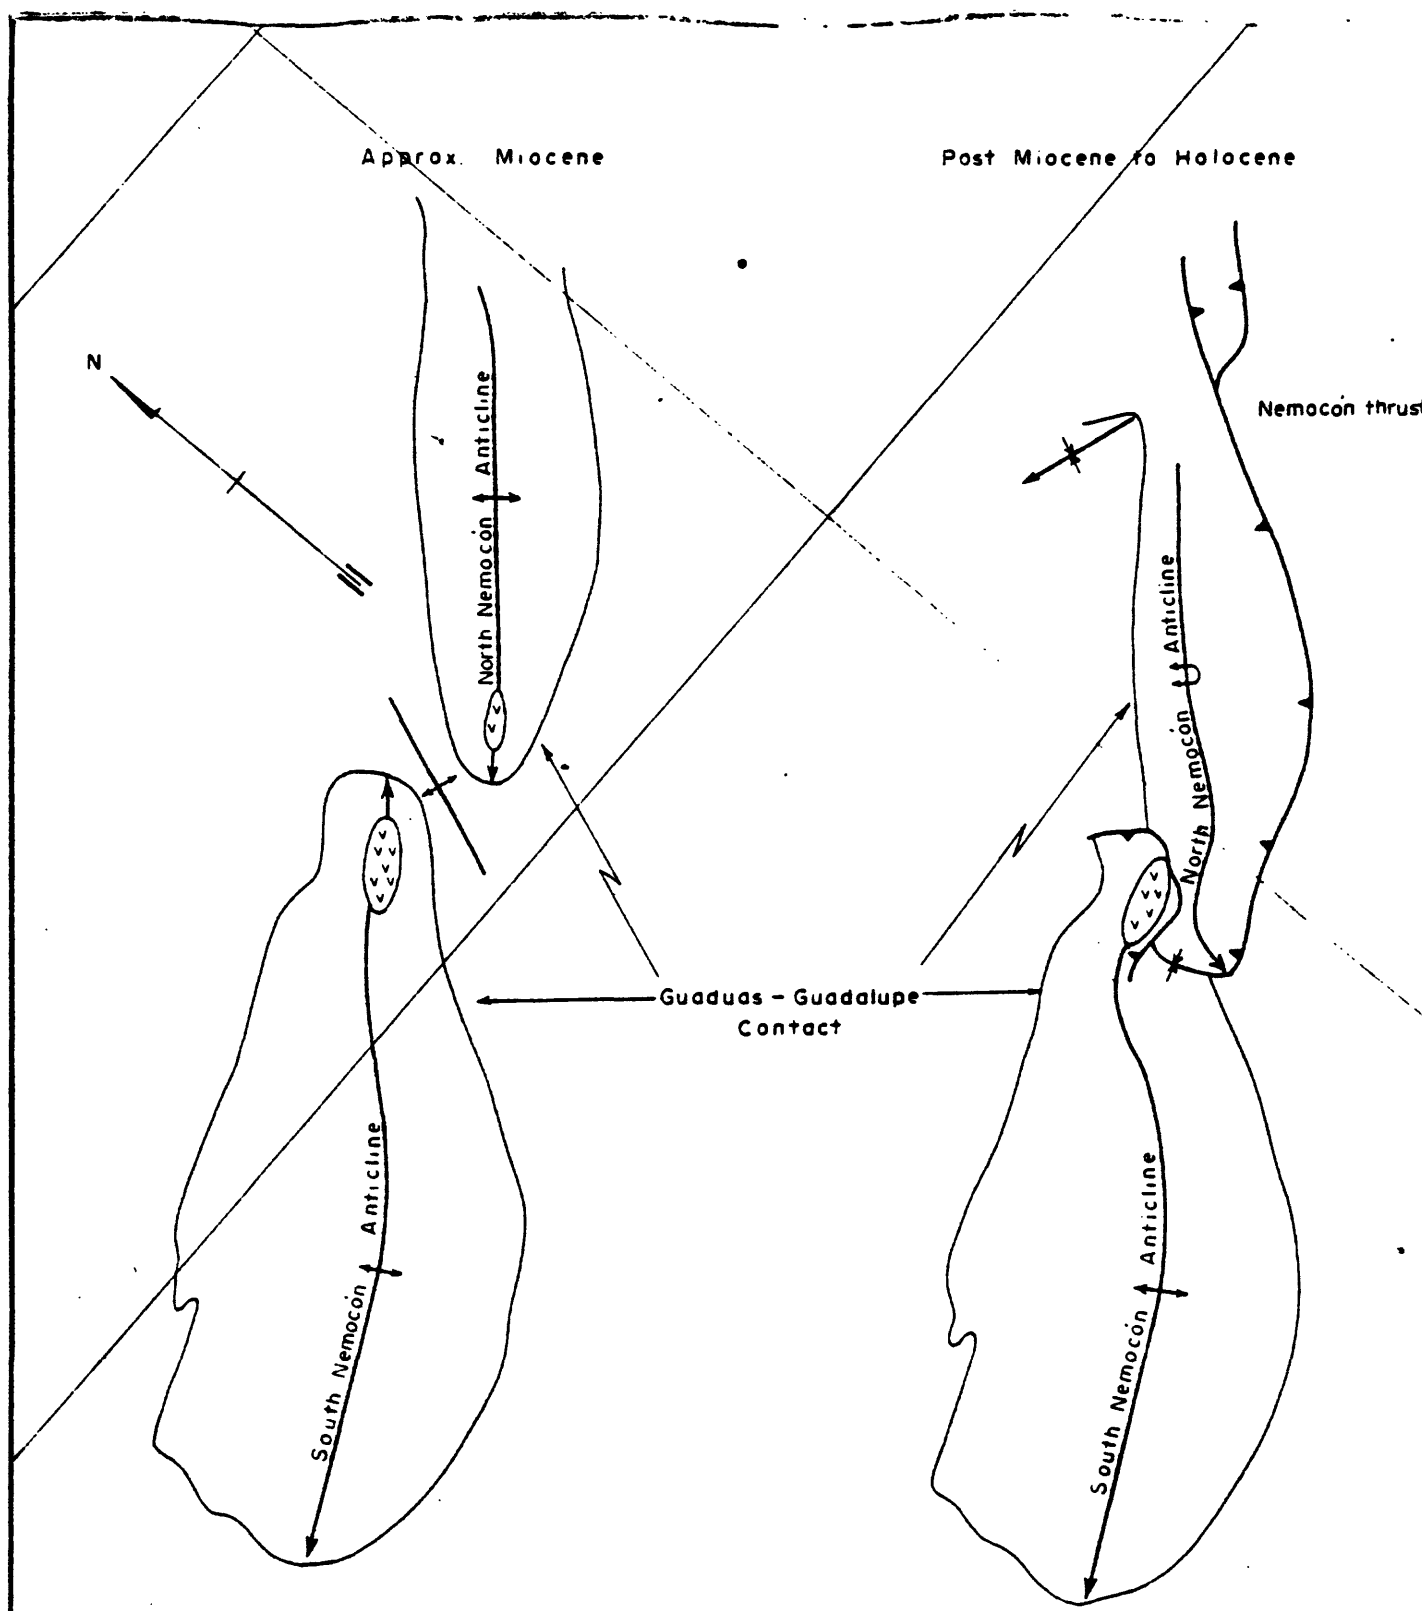 Approx. Miocene
Post Miocene to Holocene
N
Nemocón thrust
North Nemocón Anticline
North Nemocón Anticline
Guaduas – Guadalupe
Contact
South Nemocón Anticline
South Nemocón Anticline